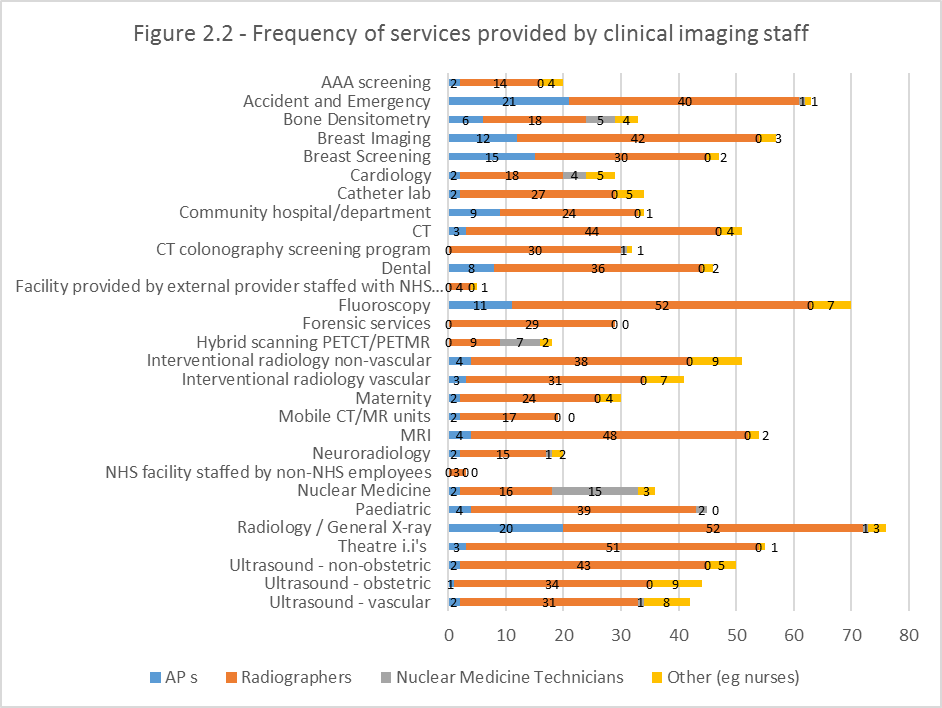 Figure 2.2 - Frequency of services provided by clinical imaging staff
AAA screening 2 14 0 4
Accident and Emergency 21 40 1 1
Bone Densitometry 6 18 5 4
Breast Imaging 12 42 0 3
Breast Screening 15 30 0 2
Cardiology 2 18 4 5
Catheter lab 2 27 0 5
Community hospital/department 9 24 0 1
CT 3 44 0 4
CT colonography screening program 0 30 1 1
Dental 8 36 0 2
Facility provided by external provider staffed with NHS… 0 4 0 1
Fluoroscopy 11 52 0 7
Forensic services 0 29 0 0
Hybrid scanning PETCT/PETMR 0 9 7 2
Interventional radiology non-vascular 4 38 0 9
Interventional radiology vascular 3 31 0 7
Maternity 2 24 0 4
Mobile CT/MR units 2 17 0 0
MRI 4 48 0 2
Neuroradiology 2 15 1 2
NHS facility staffed by non-NHS employees 0 3 0 0
Nuclear Medicine 2 16 15 3
Paediatric 4 39 2 0
Radiology / General X-ray 20 52 1 3
Theatre i.i's 3 51 0 1
Ultrasound - non-obstetric 2 43 0 5
Ultrasound - obstetric 1 34 0 9
Ultrasound - vascular 2 31 1 8
0 10 20 30 40 50 60 70 80
AP s Radiographers Nuclear Medicine Technicians Other (eg nurses)